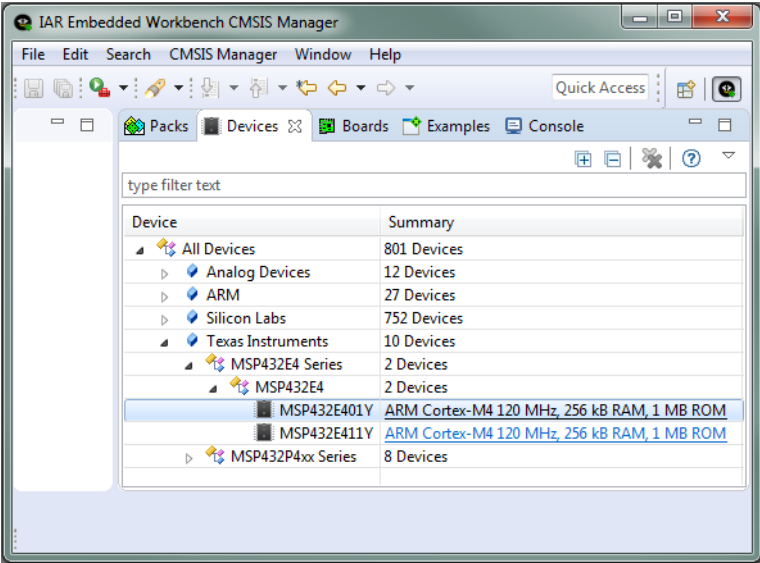 IAR Embedded Workbench CMSIS Manager
File Edit Search CMSIS Manager Window Help
Quick Access
Packs Devices Boards Examples Console
type filter text
Device Summary
All Devices 801 Devices
Analog Devices 12 Devices
ARM 27 Devices
Silicon Labs 752 Devices
Texas Instruments 10 Devices
MSP432E4 Series 2 Devices
MSP432E4 2 Devices
MSP432E401Y ARM Cortex-M4 120 MHz, 256 kB RAM, 1 MB ROM
MSP432E411Y ARM Cortex-M4 120 MHz, 256 kB RAM, 1 MB ROM
MSP432P4xx Series 8 Devices